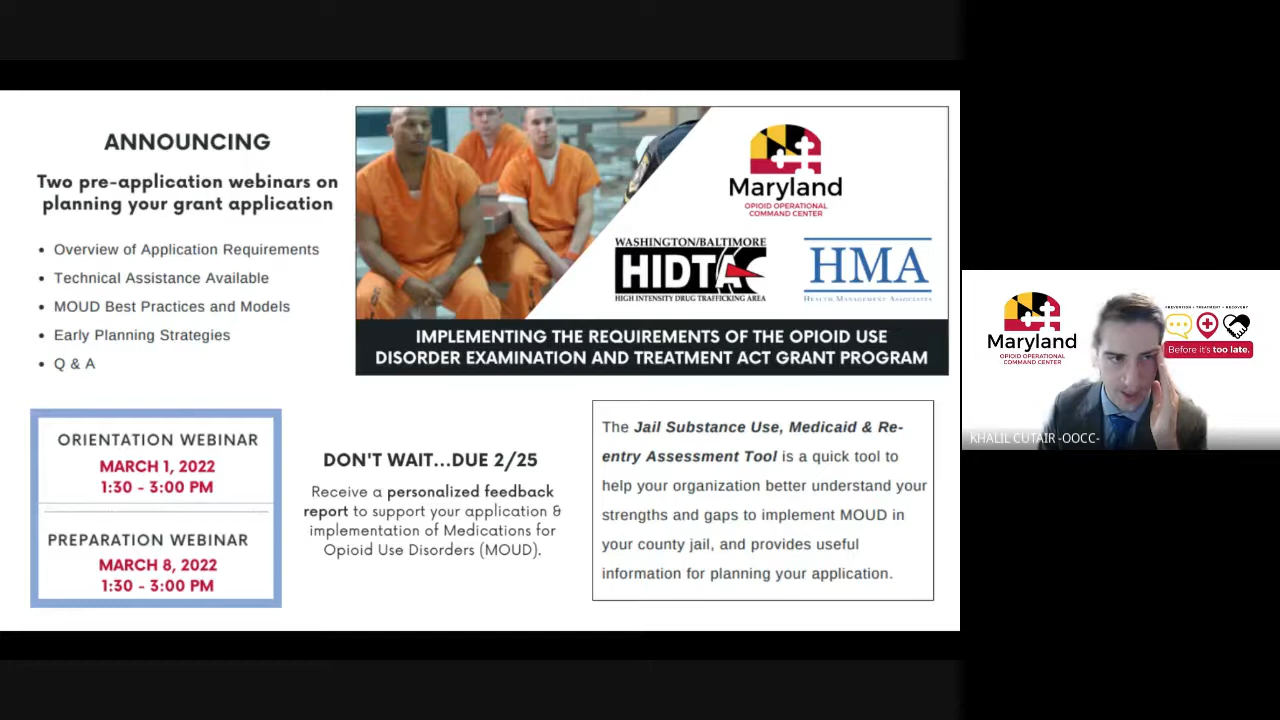 ANNOUNCING
Two pre-application webinars on
planning your grant application
• Overview of Application Requirements
• Technical Assistance Available
• MOUD Best Practices and Models
• Early Planning Strategies
• Q & A
Maryland
OPIOID OPERATIONAL
COMMAND CENTER
WASHINGTON/BALTIMORE
HIDTA
HIGH INTENSITY DRUG TRAFFICKING AREA
HMA
HEALTH MANAGEMENT ASSOCIATES
IMPLEMENTING THE REQUIREMENTS OF THE OPIOID USE
DISORDER EXAMINATION AND TREATMENT ACT GRANT PROGRAM
ORIENTATION WEBINAR
MARCH 1, 2022
1:30 - 3:00 PM
PREPARATION WEBINAR
MARCH 8, 2022
1:30 - 3:00 PM
DON'T WAIT...DUE 2/25
Receive a personalized feedback
report to support your application &
implementation of Medications for
Opioid Use Disorders (MOUD).
The Jail Substance Use, Medicaid & Re-
entry Assessment Tool is a quick tool to
help your organization better understand your
strengths and gaps to implement MOUD in
your county jail, and provides useful
information for planning your application.
Maryland
OPIOID OPERATIONAL
COMMAND CENTER
PREVENTION • TREATMENT • RECOVERY
Before it's too late.
KHALIL CUTAIR -OOCC-